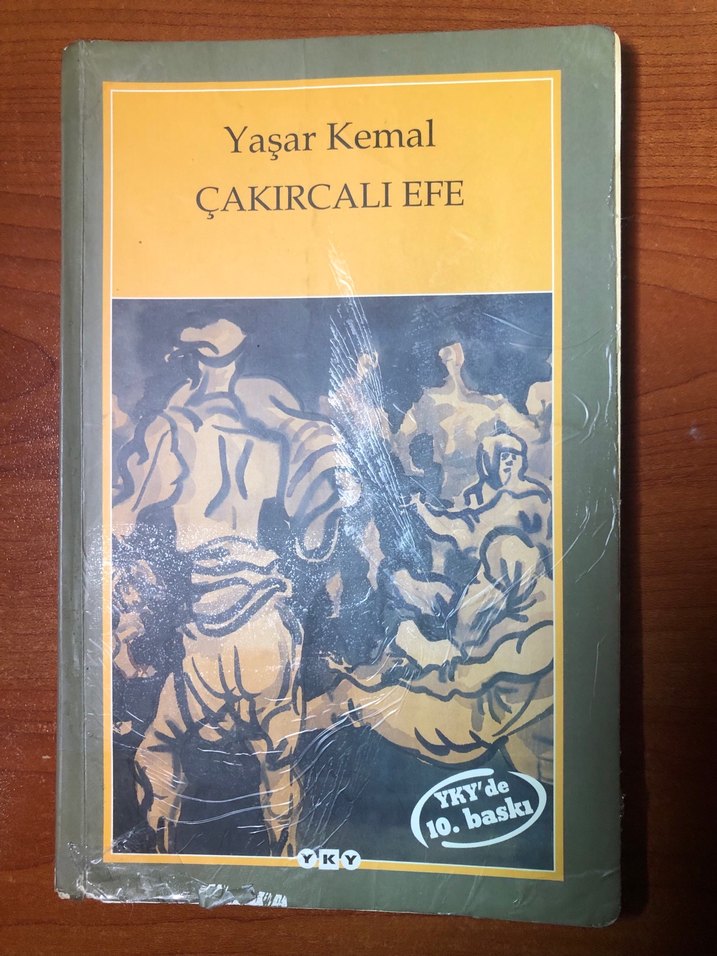 Yaşar Kemal
ÇAKIRCALI EFE
YKY'de
10. baskı
YKY